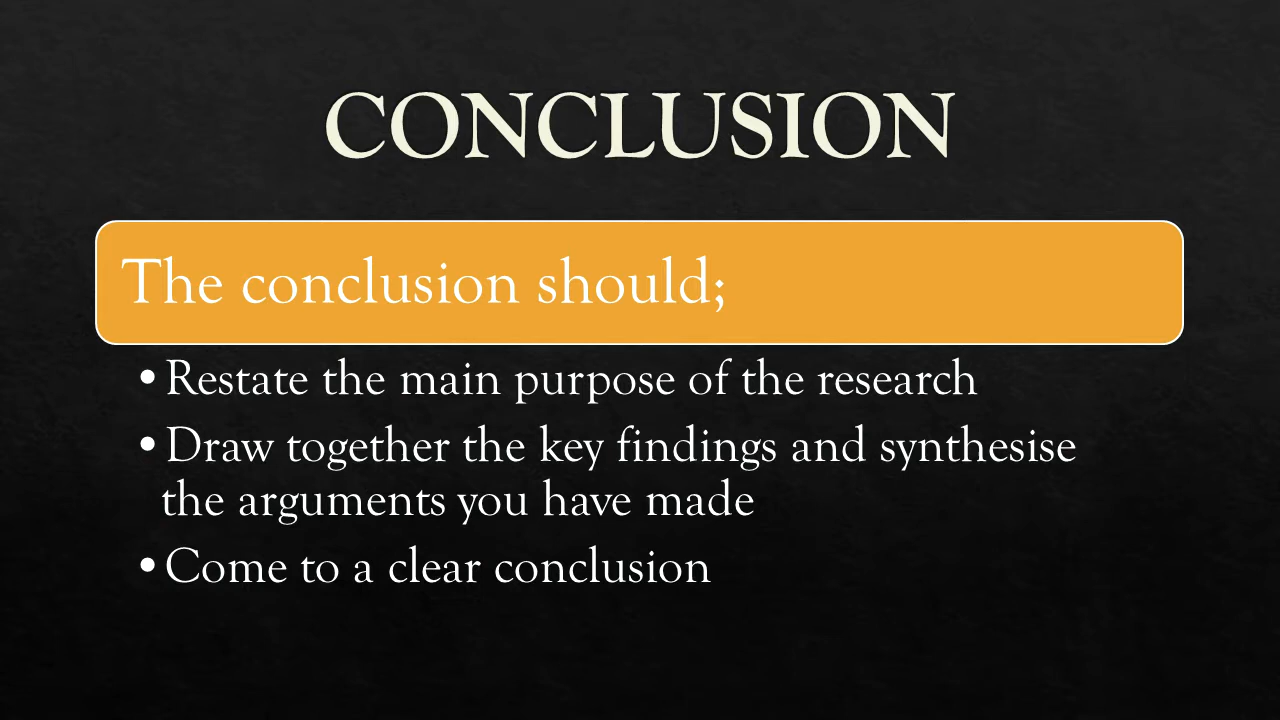 CONCLUSION
The conclusion should;
• Restate the main purpose of the research
• Draw together the key findings and synthesise
the arguments you have made
• Come to a clear conclusion